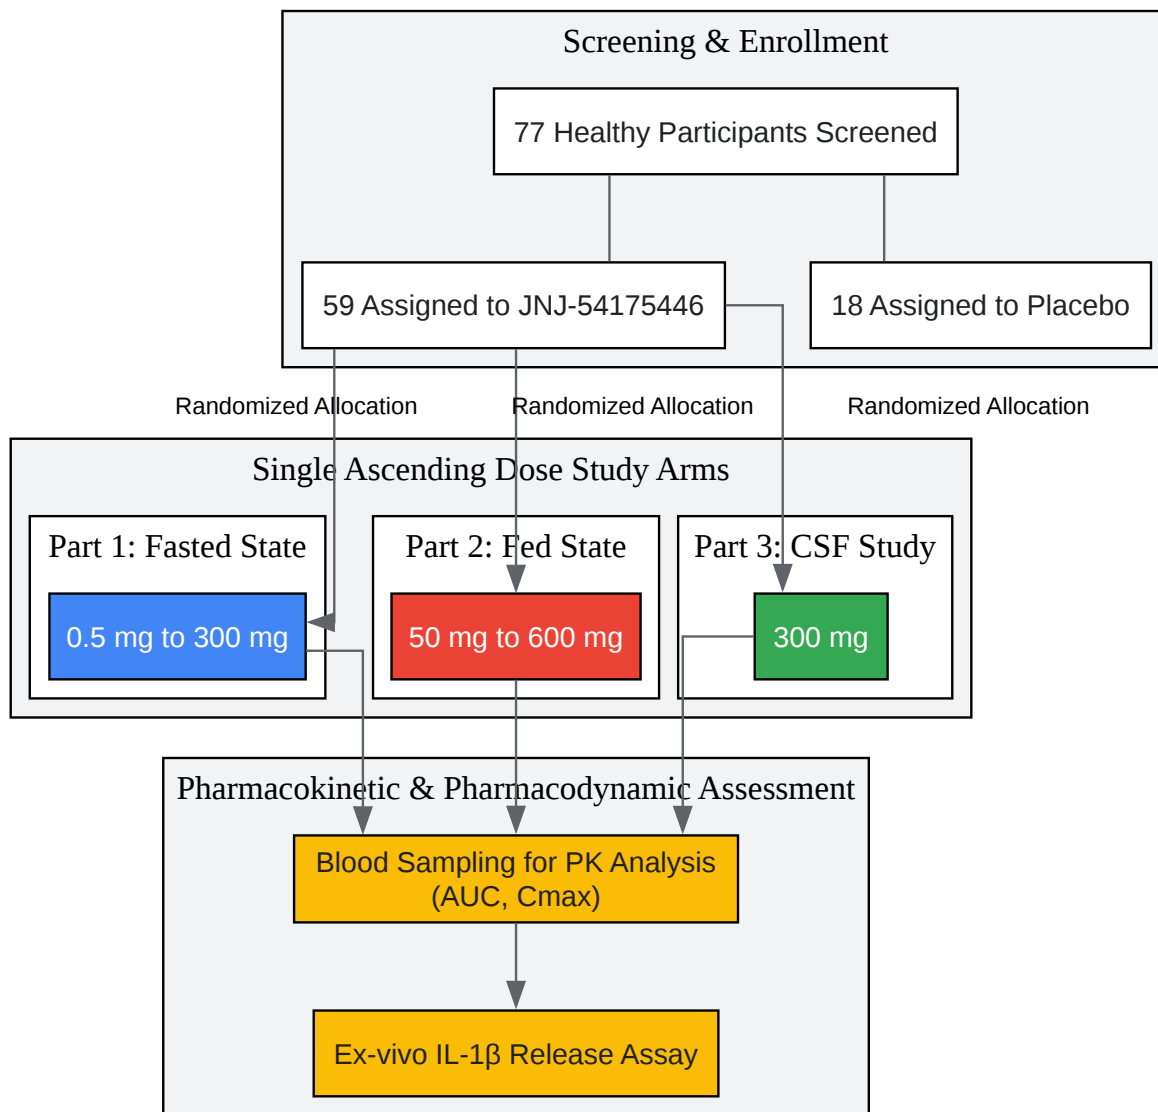 Screening & Enrollment
77 Healthy Participants Screened
59 Assigned to JNJ-54175446
18 Assigned to Placebo
Randomized Allocation
Randomized Allocation
Randomized Allocation
Single Ascending Dose Study Arms
Part 1: Fasted State
Part 2: Fed State
Part 3: CSF Study
0.5 mg to 300 mg
50 mg to 600 mg
300 mg
Pharmacokinetic & Pharmacodynamic Assessment
Blood Sampling for PK Analysis
(AUC, Cmax)
Ex-vivo IL-1β Release Assay